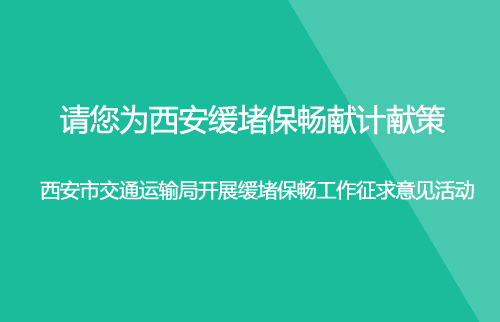 请您为西安缓堵保畅献计献策
西安市交通运输局开展缓堵保畅工作征求意见活动